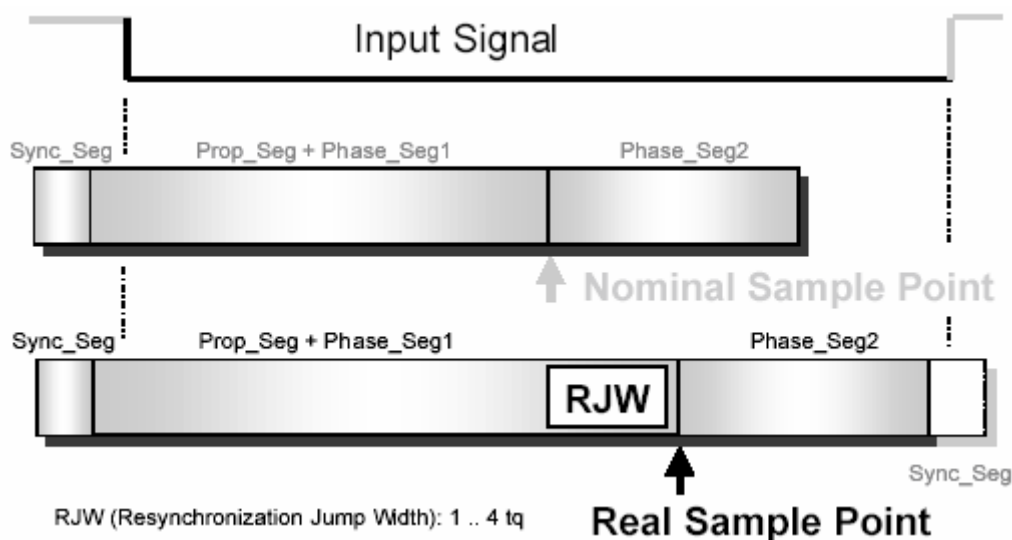 Input Signal
Sync_Seg Prop_Seg + Phase_Seg1 Phase_Seg2
Nominal Sample Point
Sync_Seg Prop_Seg + Phase_Seg1 Phase_Seg2
RJW
Sync_Seg
RJW (Resynchronization Jump Width): 1 .. 4 tq Real Sample Point